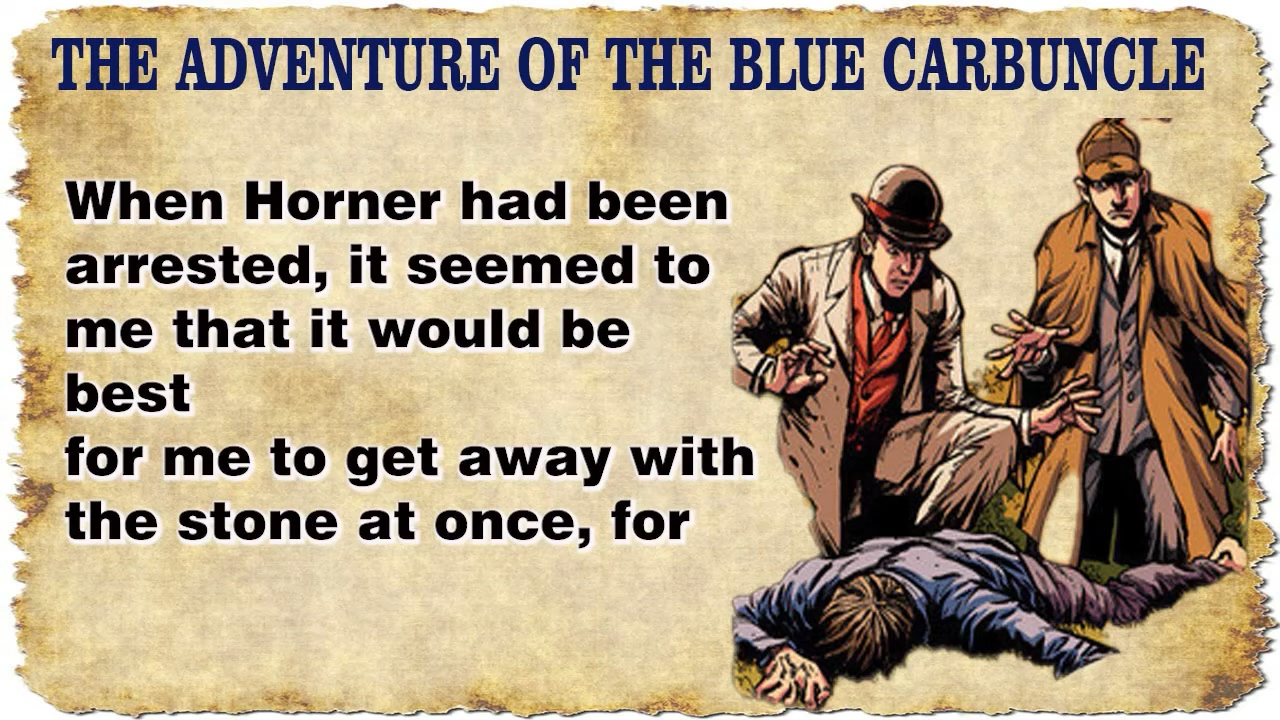 THE ADVENTURE OF THE BLUE CARBUNCLE
When Horner had been
arrested, it seemed to
me that it would be
best
for me to get away with
the stone at once, for